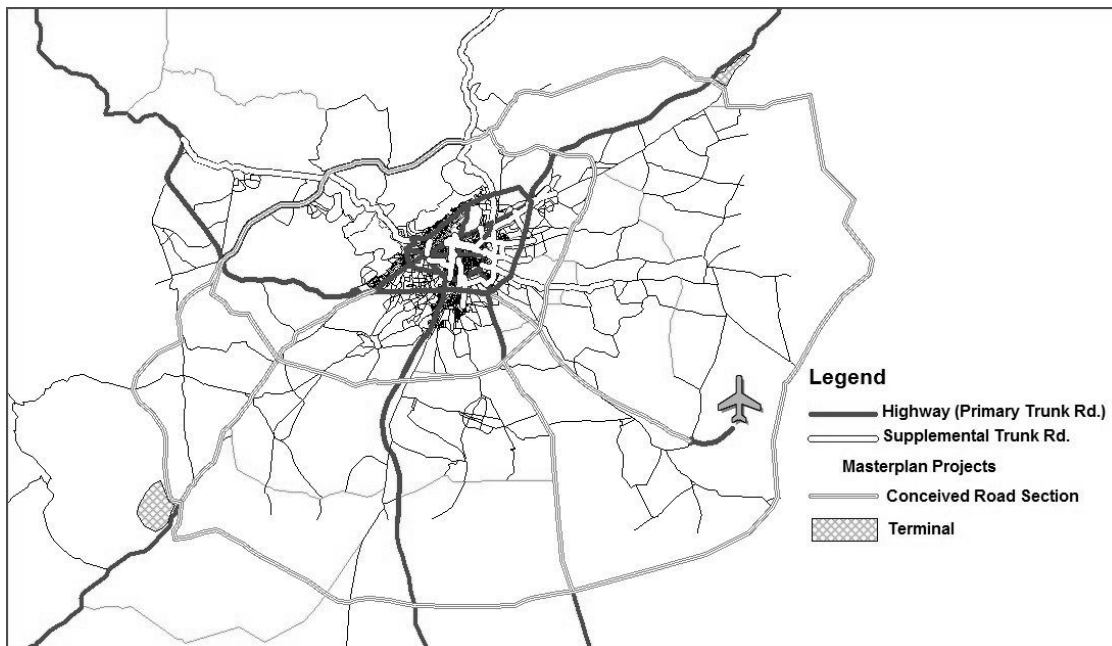 Legend
Highway (Primary Trunk Rd.)
Supplemental Trunk Rd.
Masterplan Projects
Conceived Road Section
Terminal